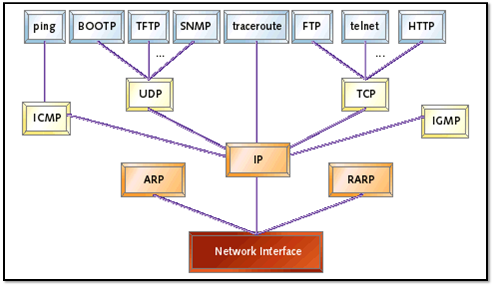 ping BOOTP TFTP SNMP traceroute FTP telnet HTTP
... ...
UDP TCP
ICMP IGMP
IP
ARP RARP
Network Interface